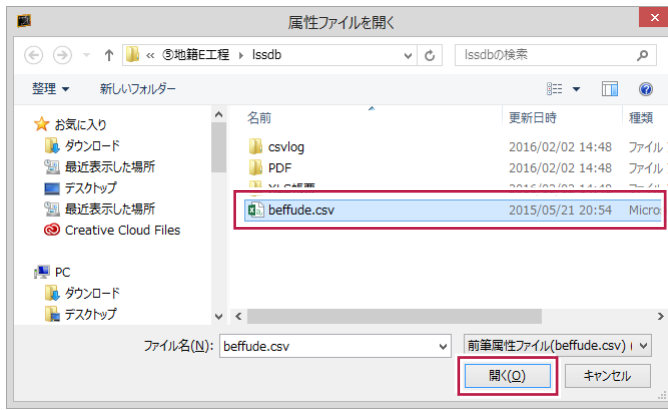 属性ファイルを開く
« ⑤地籍E工程 ▸ lssdb
lssdbの検索
整理 ▼ 新しいフォルダー
名前 更新日時 種類
お気に入り
ダウンロード
最近表示した場所
デスクトップ
最近表示した場所
Creative Cloud Files
PC
ダウンロード
デスクトップ
csvlog 2016/02/02 14:48 ファイル
PDF 2016/02/02 14:48 ファイル
beffude.csv 2015/05/21 20:54 Micro
ファイル名(N): beffude.csv
前筆属性ファイル(beffude.csv) (
開く(O) キャンセル